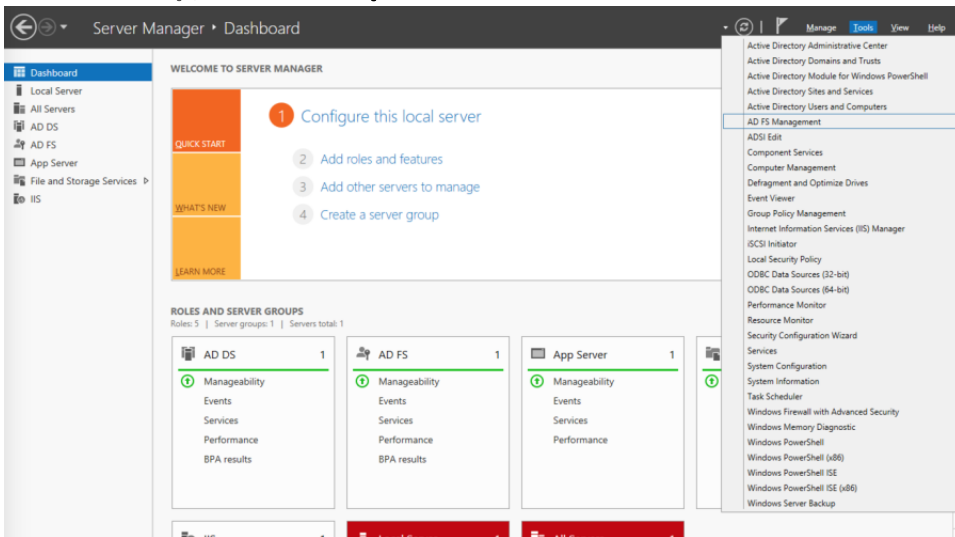 Server Manager ‣ Dashboard
Manage Tools View Help
Dashboard
Local Server
All Servers
AD DS
AD FS
App Server
File and Storage Services
IIS
WELCOME TO SERVER MANAGER
QUICK START
WHAT'S NEW
LEARN MORE
1 Configure this local server
2 Add roles and features
3 Add other servers to manage
4 Create a server group
ROLES AND SERVER GROUPS
Roles: 5 | Server groups: 1 | Servers total: 1
AD DS 1
Manageability
Events
Services
Performance
BPA results
AD FS 1
Manageability
Events
Services
Performance
BPA results
App Server 1
Manageability
Events
Services
Performance
Active Directory Administrative Center
Active Directory Domains and Trusts
Active Directory Module for Windows PowerShell
Active Directory Sites and Services
Active Directory Users and Computers
AD FS Management
ADSI Edit
Component Services
Computer Management
Defragment and Optimize Drives
Event Viewer
Group Policy Management
Internet Information Services (IIS) Manager
iSCSI Initiator
Local Security Policy
ODBC Data Sources (32-bit)
ODBC Data Sources (64-bit)
Performance Monitor
Resource Monitor
Security Configuration Wizard
Services
System Configuration
System Information
Task Scheduler
Windows Firewall with Advanced Security
Windows Memory Diagnostic
Windows PowerShell
Windows PowerShell (x86)
Windows PowerShell ISE
Windows PowerShell ISE (x86)
Windows Server Backup